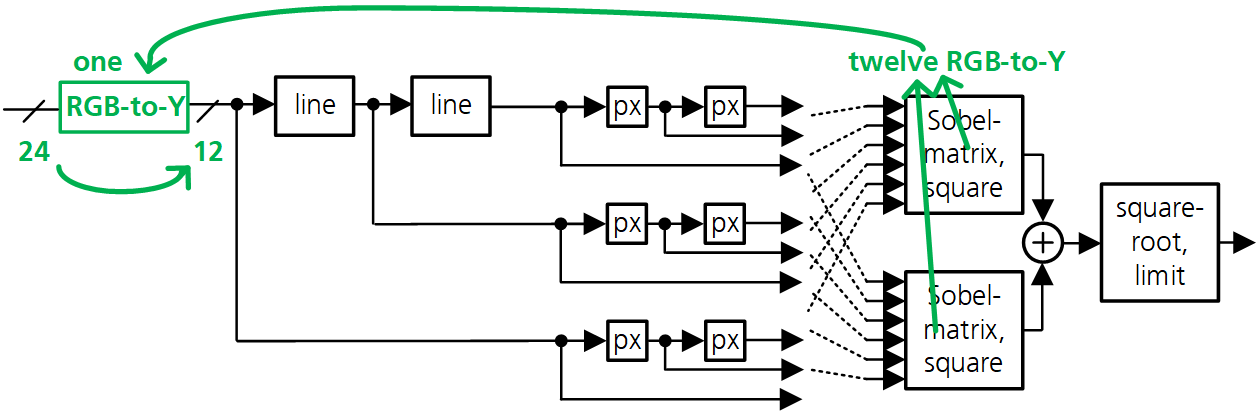 one
twelve RGB-to-Y
RGB-to-Y
24
12
line
line
px
px
px
px
px
px
Sobel-
matrix,
square
Sobel-
matrix,
square
+
square-
root,
limit